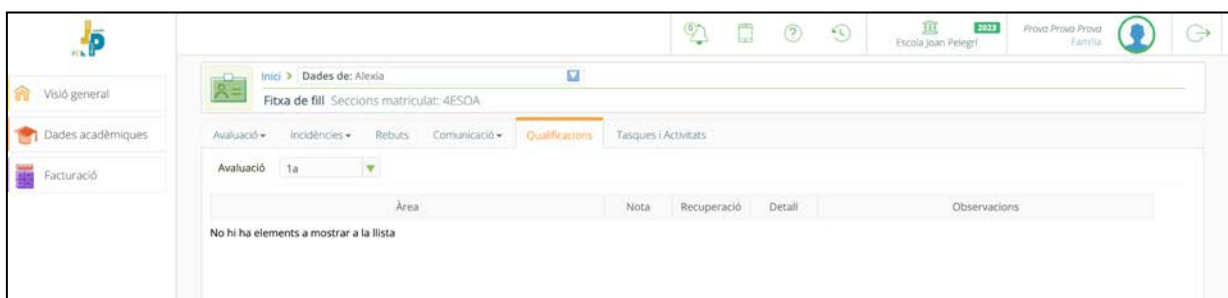 JP
0
2023
Escola Joan Pelegrí
Prova Prova Prova
Família
Visió general
Dades acadèmiques
Facturació
Inici > Dades de: Alexia
Fitxa de fill Seccions matriculat: 4ESOA
Avaluació Incidències Rebuts Comunicació Qualificacions Tasques i Activitats
Avaluació 1a
Àrea Nota Recuperació Detall Observacions
No hi ha elements a mostrar a la llista